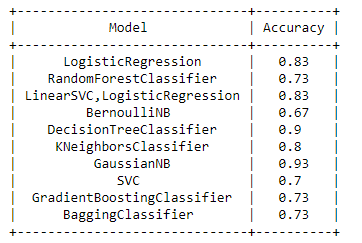 +------------------------------+----------+
|            Model             | Accuracy |
+------------------------------+----------+
|      LogisticRegression      |   0.83   |
|    RandomForestClassifier    |   0.73   |
| LinearSVC,LogisticRegression |   0.83   |
|         BernoulliNB          |   0.67   |
|    DecisionTreeClassifier    |   0.9    |
|     KNeighborsClassifier     |   0.8    |
|          GaussianNB          |   0.93   |
|             SVC              |   0.7    |
|  GradientBoostingClassifier  |   0.73   |
|      BaggingClassifier       |   0.73   |
+------------------------------+----------+